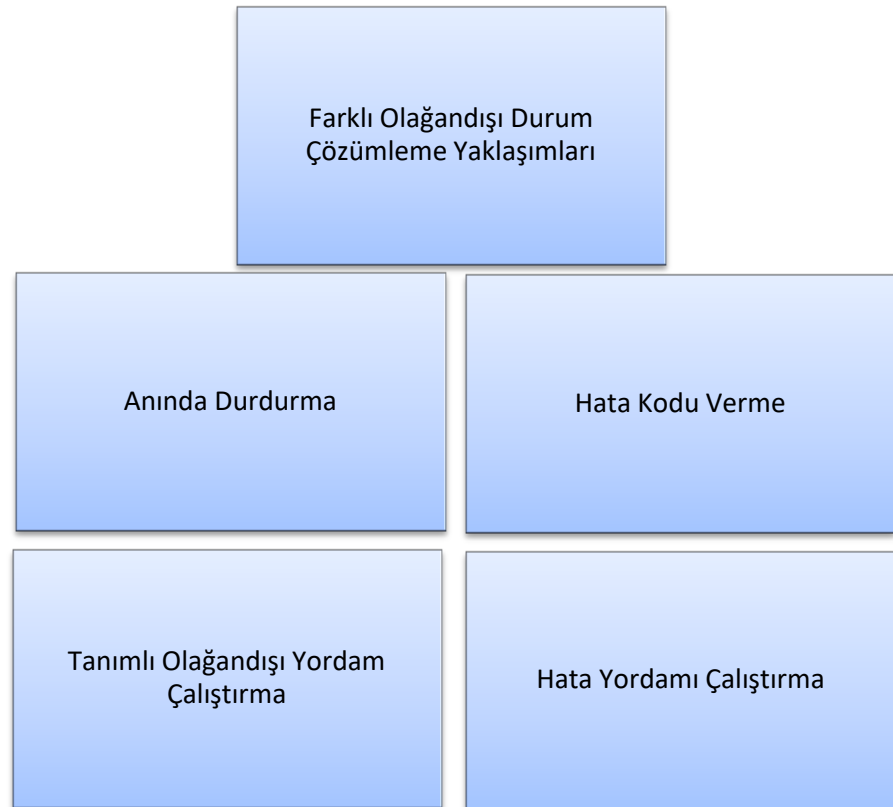 Farklı Olağandışı Durum
Çözümleme Yaklaşımları
Anında Durdurma
Hata Kodu Verme
Tanımlı Olağandışı Yordam
Çalıştırma
Hata Yordamı Çalıştırma